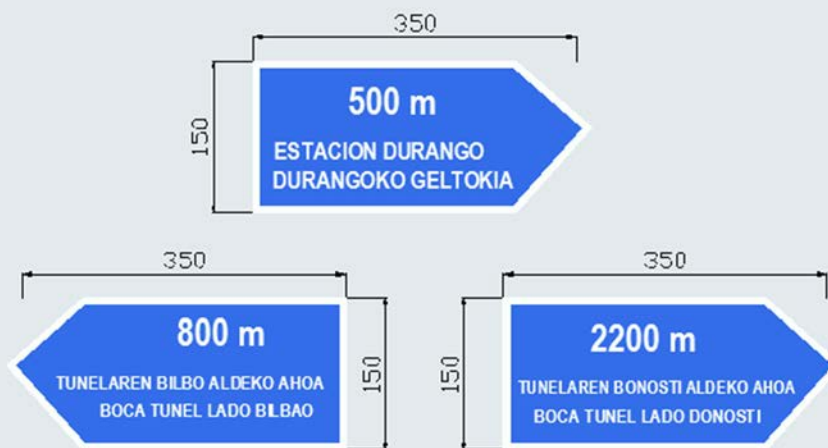 350
150
500 m
ESTACION DURANGO
DURANGOKO GELTOKIA
350
150
800 m
TUNELAREN BILBO ALDEKO AHOA
BOCA TUNEL LADO BILBAO
350
150
2200 m
TUNELAREN BONOSTI ALDEKO AHOA
BOCA TUNEL LADO DONOSTI